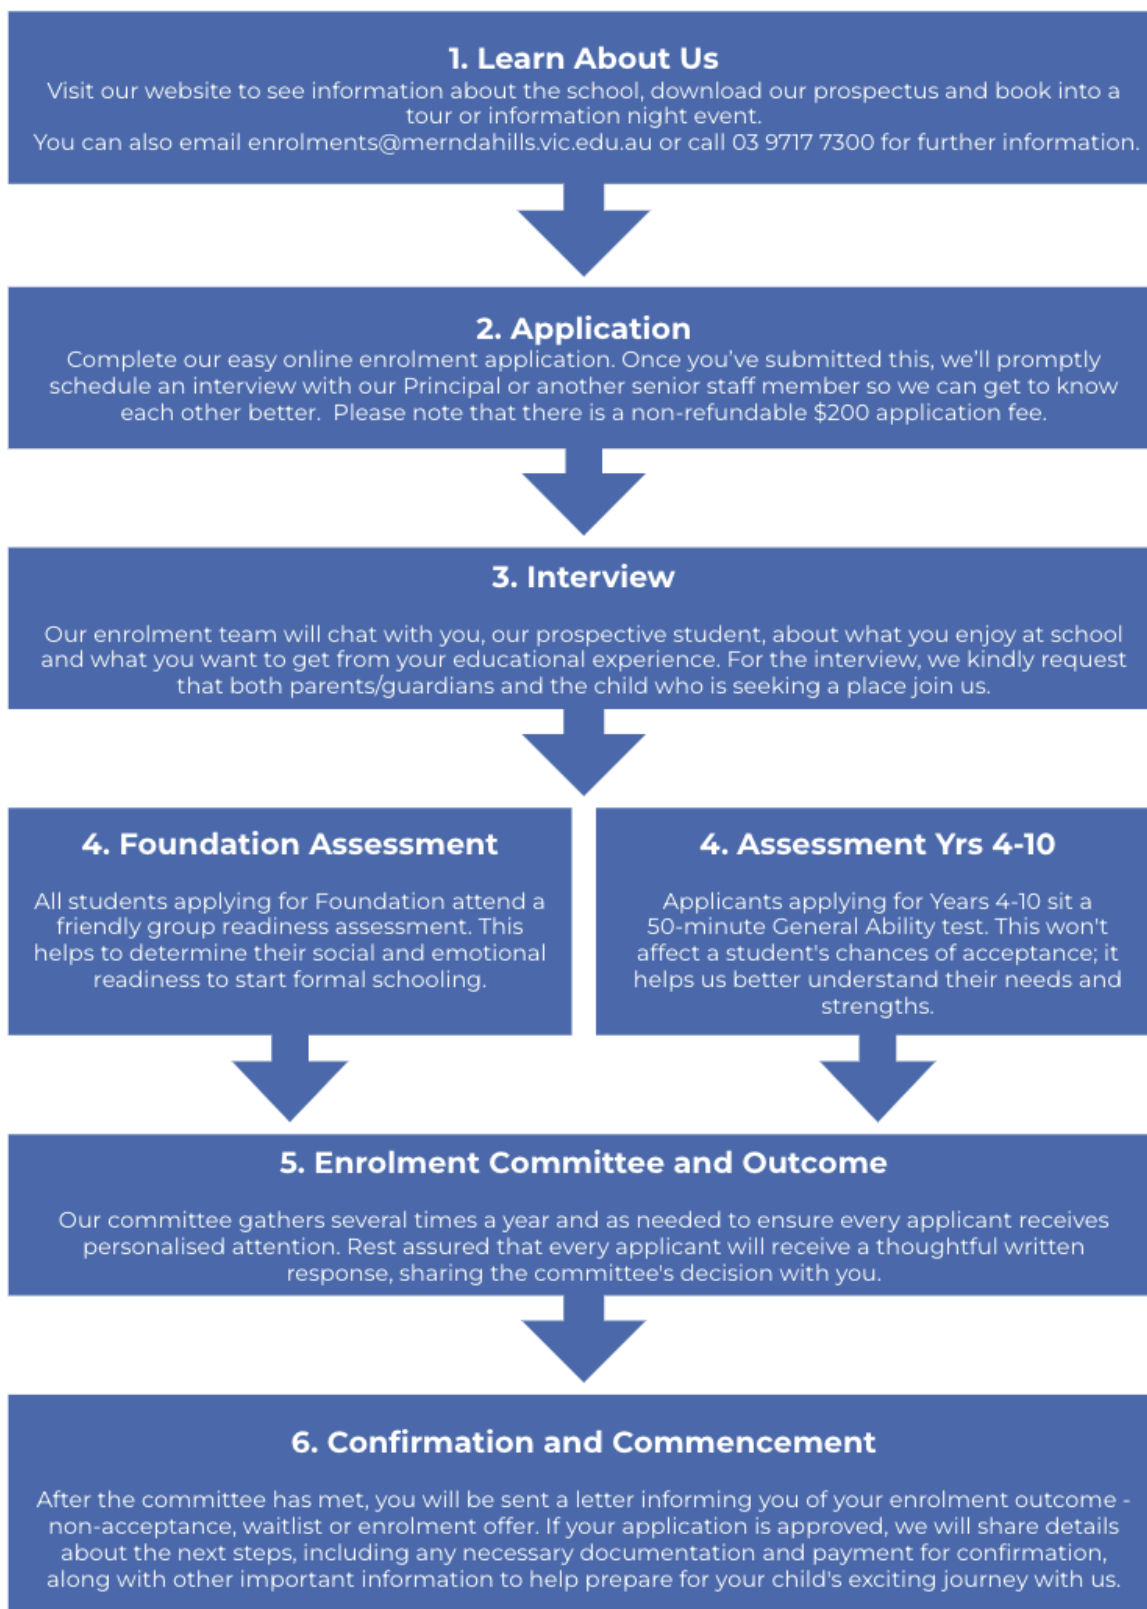 1. Learn About Us
Visit our website to see information about the school, download our prospectus and book into a
tour or information night event.
You can also email enrolments@merndahills.vic.edu.au or call 03 9717 7300 for further information.
2. Application
Complete our easy online enrolment application. Once you’ve submitted this, we’ll promptly
schedule an interview with our Principal or another senior staff member so we can get to know
each other better.  Please note that there is a non-refundable $200 application fee.
3. Interview
Our enrolment team will chat with you, our prospective student, about what you enjoy at school
and what you want to get from your educational experience. For the interview, we kindly request
that both parents/guardians and the child who is seeking a place join us.
4. Foundation Assessment
All students applying for Foundation attend a
friendly group readiness assessment. This
helps to determine their social and emotional
readiness to start formal schooling.
4. Assessment Yrs 4-10
Applicants applying for Years 4-10 sit a
50-minute General Ability test. This won't
affect a student's chances of acceptance; it
helps us better understand their needs and
strengths.
5. Enrolment Committee and Outcome
Our committee gathers several times a year and as needed to ensure every applicant receives
personalised attention. Rest assured that every applicant will receive a thoughtful written
response, sharing the committee's decision with you.
6. Confirmation and Commencement
After the committee has met, you will be sent a letter informing you of your enrolment outcome -
non-acceptance, waitlist or enrolment offer. If your application is approved, we will share details
about the next steps, including any necessary documentation and payment for confirmation,
along with other important information to help prepare for your child's exciting journey with us.